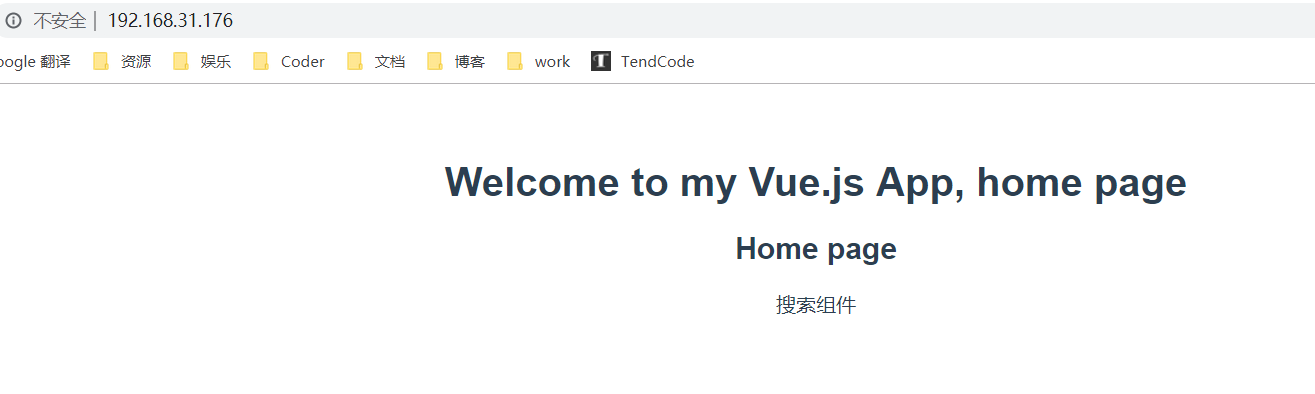 不安全 | 192.168.31.176
oogle 翻译 资源 娱乐 Coder 文档 博客 work TendCode
Welcome to my Vue.js App, home page
Home page
搜索组件